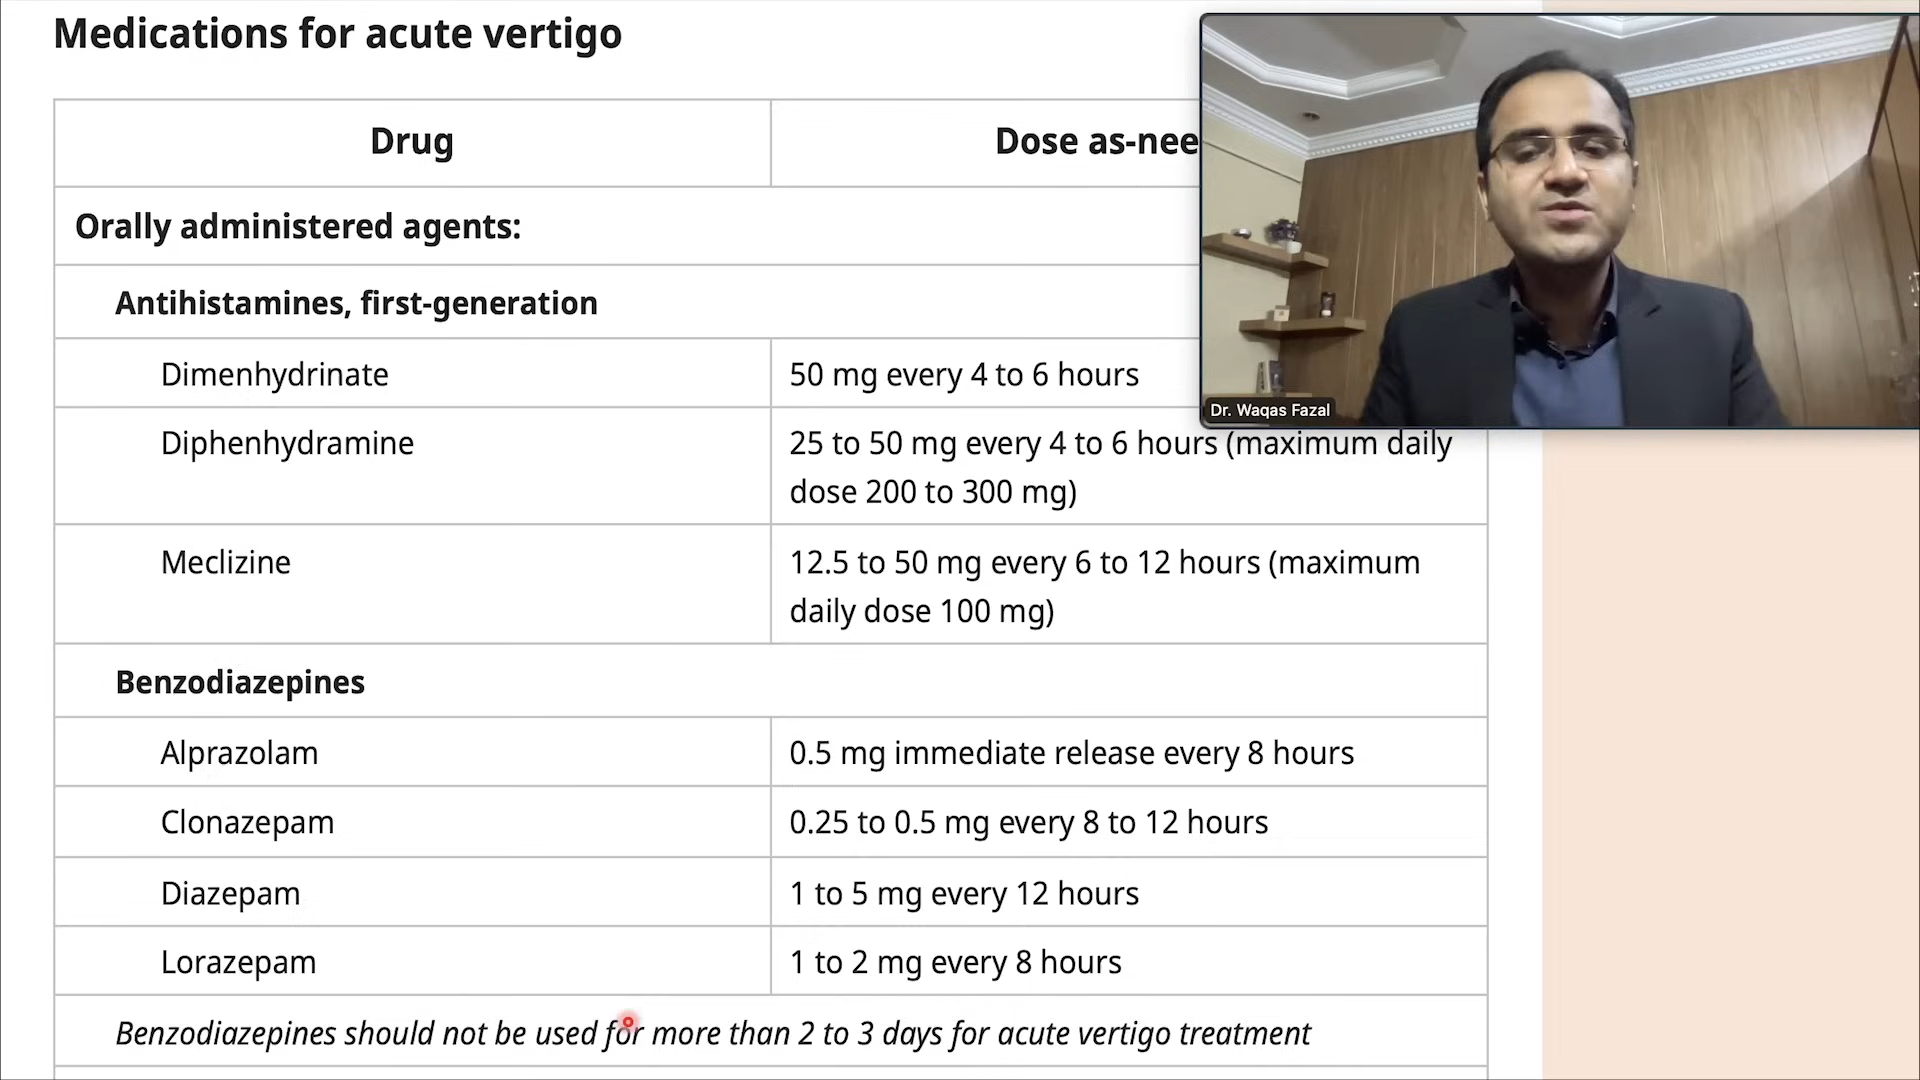 Medications for acute vertigo
Drug
Dose as-nee
Orally administered agents:
Antihistamines, first-generation
Dimenhydrinate
50 mg every 4 to 6 hours
Dr. Waqas Fazal
Diphenhydramine
25 to 50 mg every 4 to 6 hours (maximum daily
dose 200 to 300 mg)
Meclizine
12.5 to 50 mg every 6 to 12 hours (maximum
daily dose 100 mg)
Benzodiazepines
Alprazolam
0.5 mg immediate release every 8 hours
Clonazepam
0.25 to 0.5 mg every 8 to 12 hours
Diazepam
1 to 5 mg every 12 hours
Lorazepam
1 to 2 mg every 8 hours
Benzodiazepines should not be used for more than 2 to 3 days for acute vertigo treatment